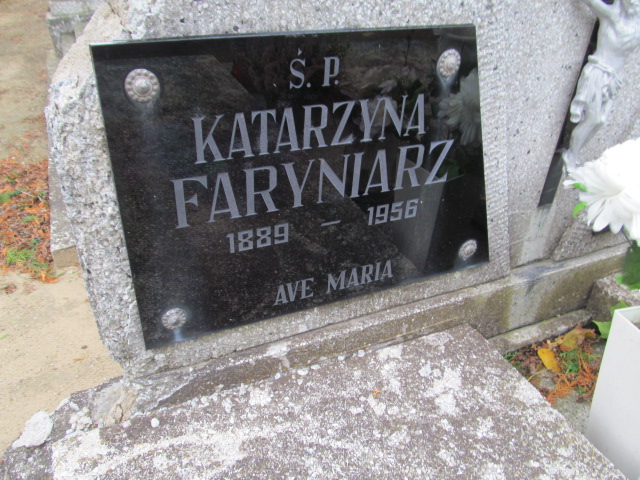 Ś. P.
KATARZYNA
FARYNIARZ
1889 – 1956
AVE MARIA